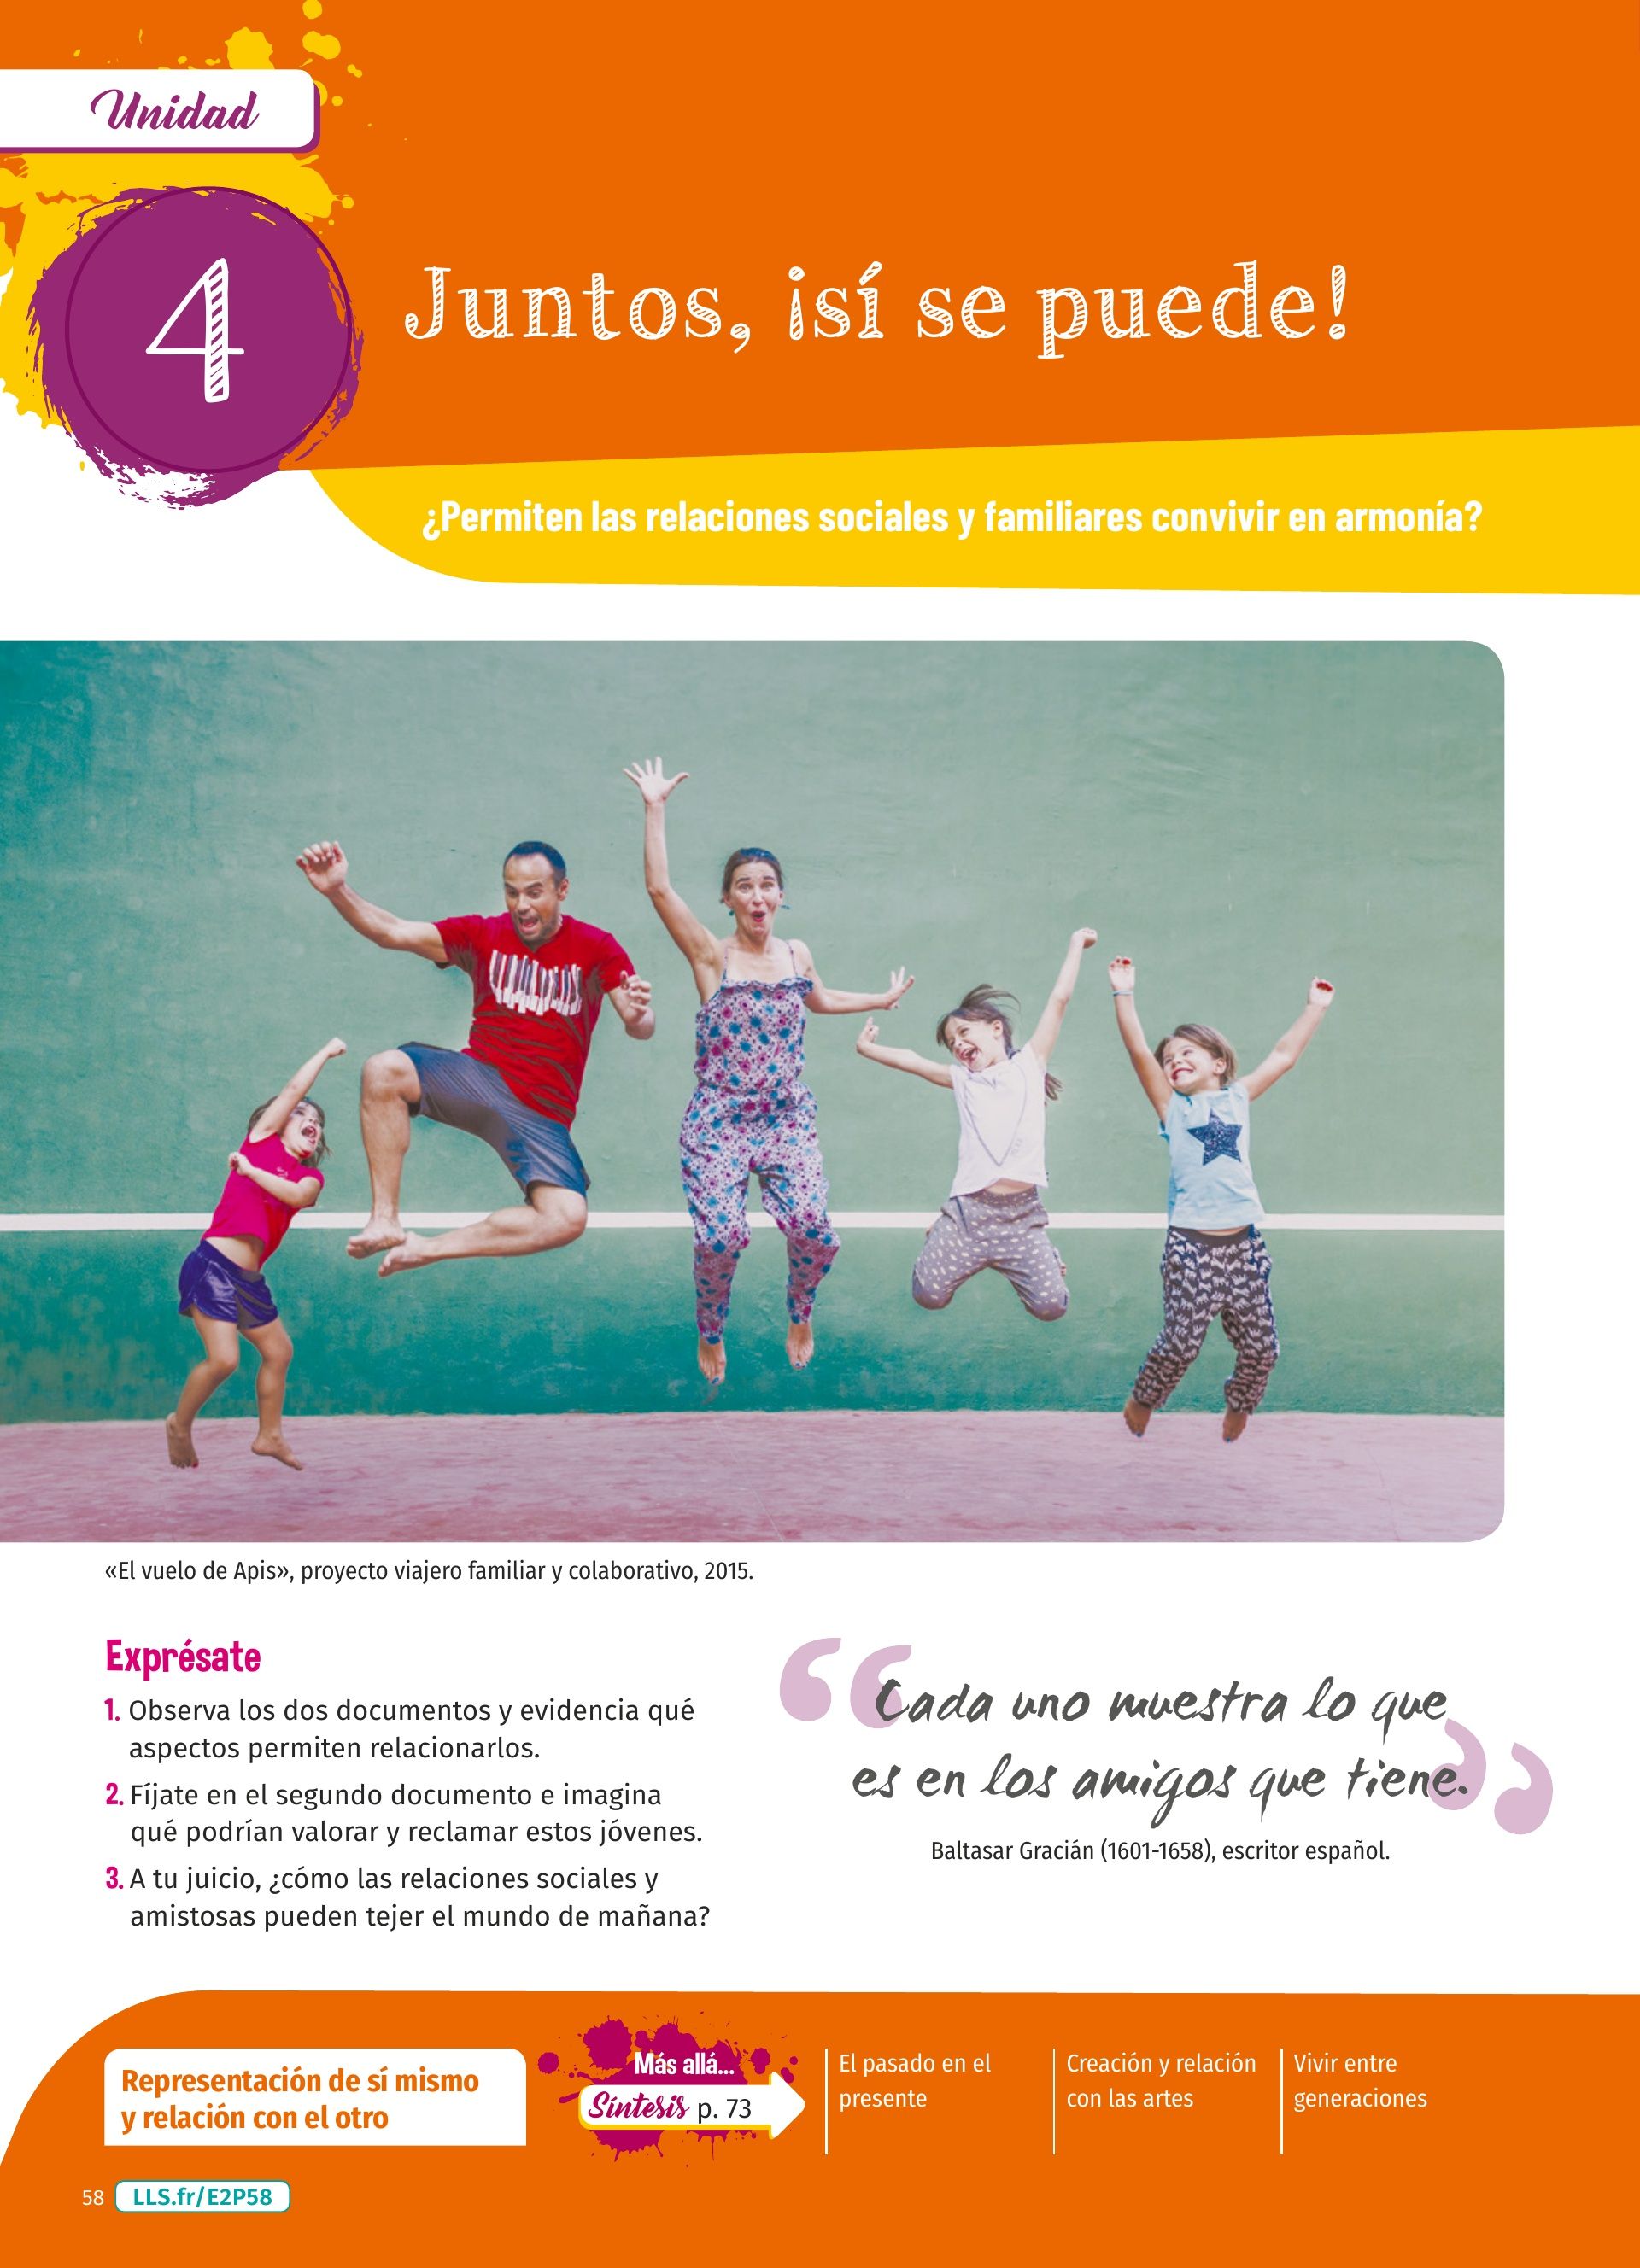 Unidad
4
Juntos, ¡sí se puede!
¿Permiten las relaciones sociales y familiares convivir en armonía?
«El vuelo de Apis», proyecto viajero familiar y colaborativo, 2015.
Exprésate
1. Observa los dos documentos y evidencia qué
aspectos permiten relacionarlos.
2. Fíjate en el segundo documento e imagina
qué podrían valorar y reclamar estos jóvenes.
3. A tu juicio, ¿cómo las relaciones sociales y
amistosas pueden tejer el mundo de mañana?
“Cada uno muestra lo que
es en los amigos que tiene.”
Baltasar Gracián (1601-1658), escritor español.
Representación de sí mismo
y relación con el otro
Más allá...
Síntesis p. 73
El pasado en el
presente
Creación y relación
con las artes
Vivir entre
generaciones
58 LLS.fr/E2P58